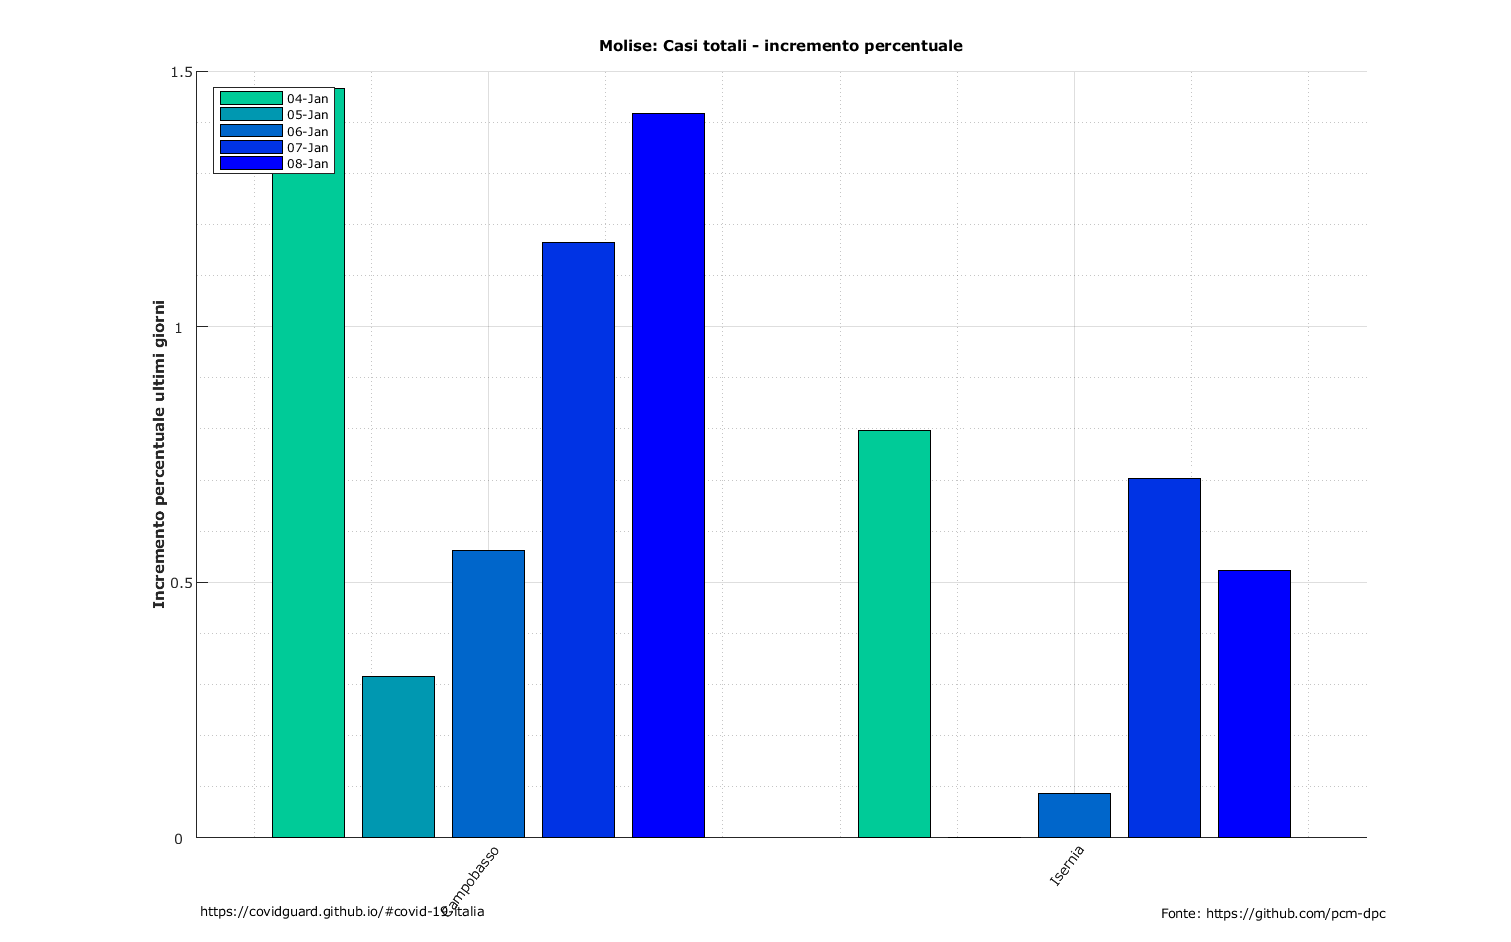 Molise: Casi totali - incremento percentuale
1.5
1
0.5
0
Incremento percentuale ultimi giorni
04-Jan
05-Jan
06-Jan
07-Jan
08-Jan
Campobasso
Isernia
https://covidguard.github.io/#covid-19-italia
Fonte: https://github.com/pcm-dpc